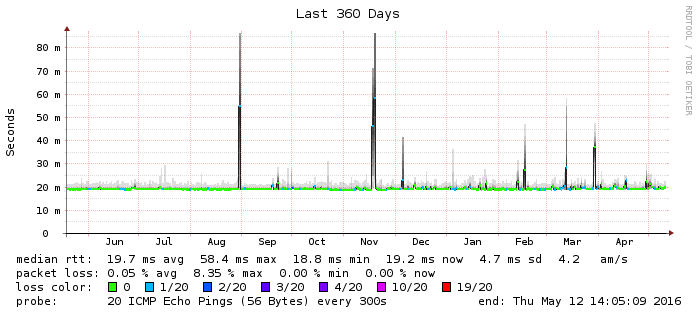 Last 360 Days
RRDTOOL / TOBI OETIKER
Seconds
80 m
70 m
60 m
50 m
40 m
30 m
20 m
10 m
0
Jun Jul Aug Sep Oct Nov Dec Jan Feb Mar Apr
median rtt: 19.7 ms avg 58.4 ms max 18.8 ms min 19.2 ms now 4.7 ms sd 4.2 am/s
packet loss: 0.05 % avg 8.35 % max 0.00 % min 0.00 % now
loss color: 0 1/20 2/20 3/20 4/20 10/20 19/20
probe: 20 ICMP Echo Pings (56 Bytes) every 300s end: Thu May 12 14:05:09 2016